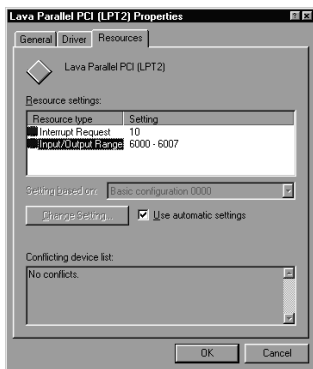 Lava Parallel PCI (LPT2) Properties
General Driver Resources
Lava Parallel PCI (LPT2)
Resource settings:
Resource type Setting
Interrupt Request 10
Input/Output Range 6000 - 6007
Setting based on: Basic configuration 0000
Change Setting... Use automatic settings
Conflicting device list:
No conflicts.
OK Cancel